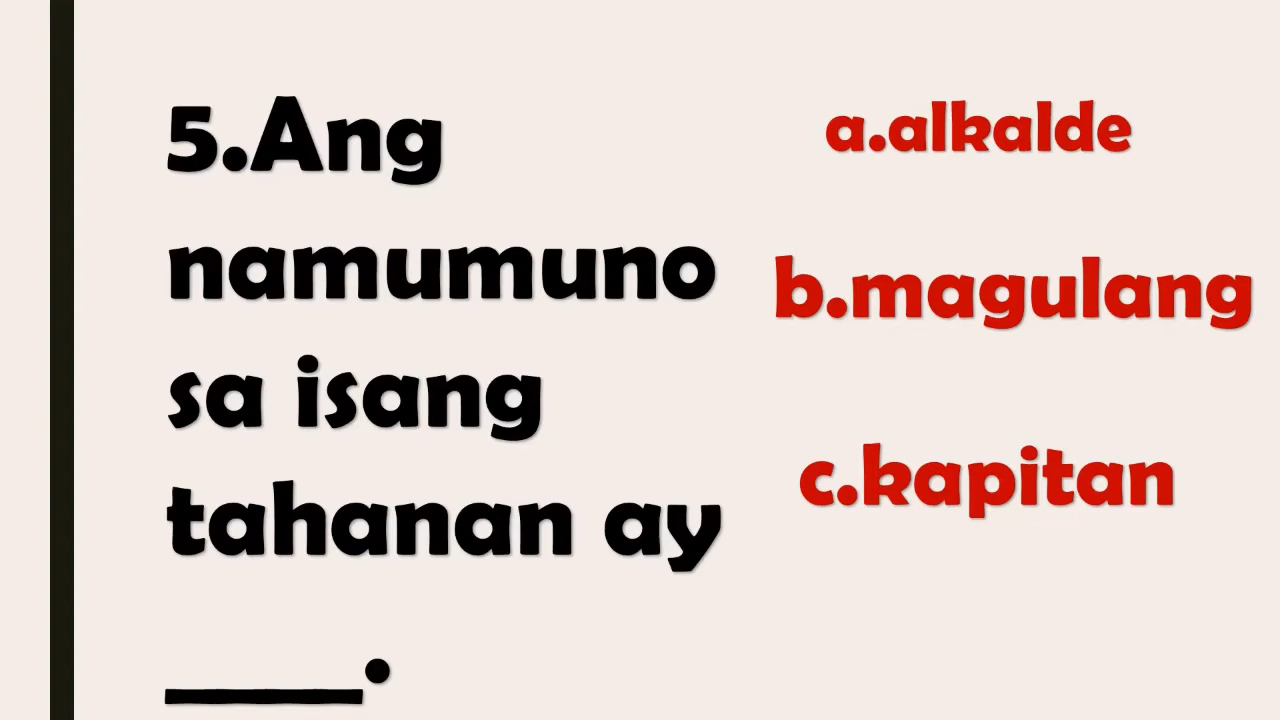 5.Ang
namumuno
sa isang
tahanan ay
____.
a.alkalde
b.magulang
c.kapitan